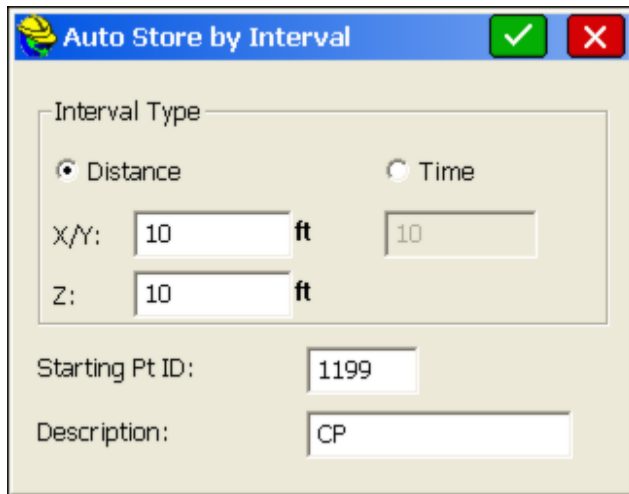 Auto Store by Interval
Interval Type
Distance Time
X/Y: 10 ft 10
Z: 10 ft
Starting Pt ID: 1199
Description: CP